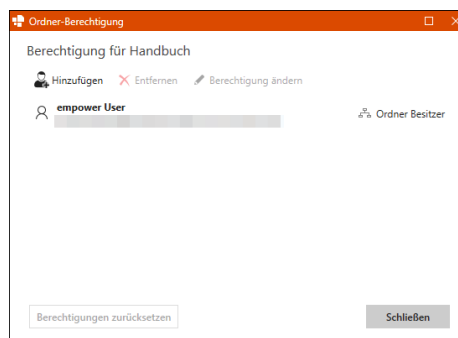 Ordner-Berechtigung
Berechtigung für Handbuch
Hinzufügen Entfernen Berechtigung ändern
empower User
Ordner Besitzer
Berechtigungen zurücksetzen Schließen